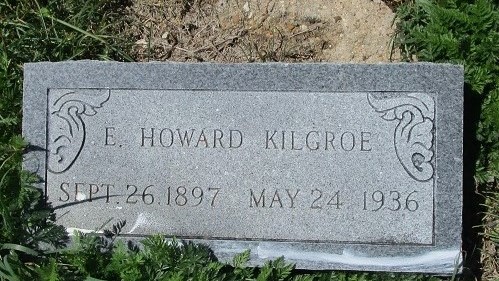 E. HOWARD KILGROE
SEPT. 26. 1897 MAY 24. 1936